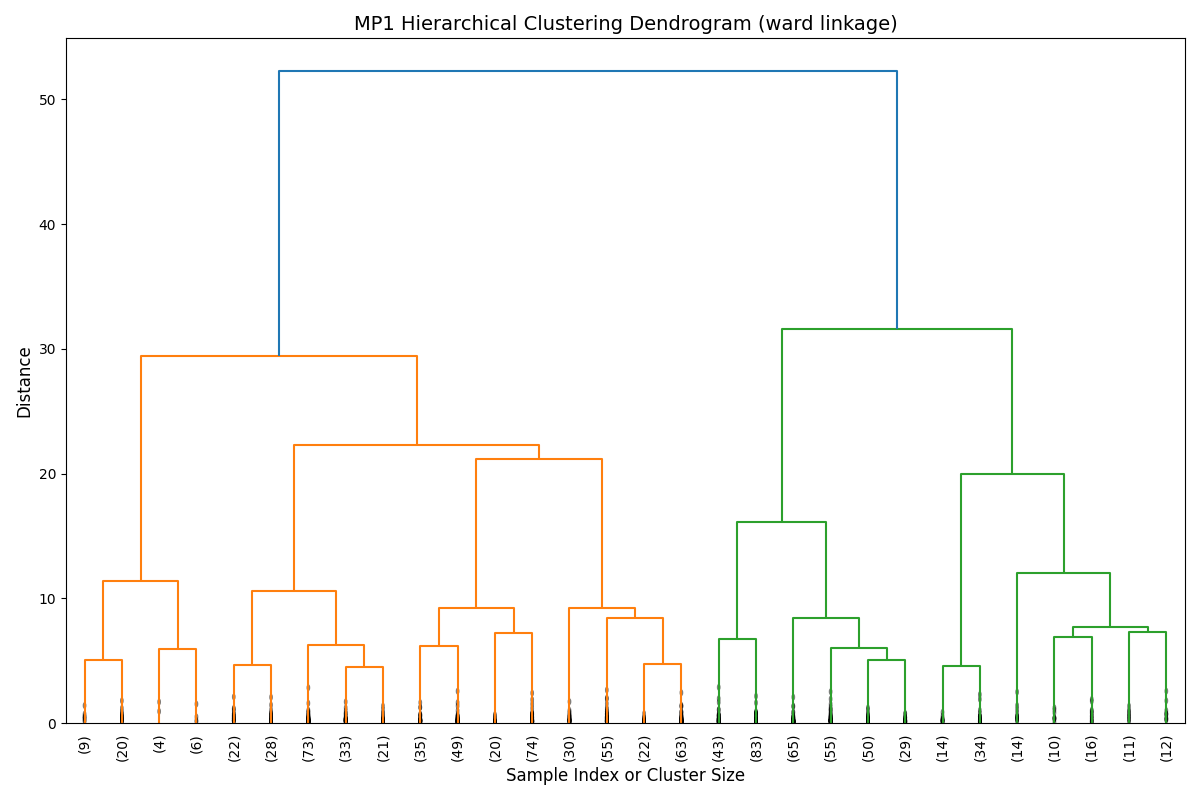 MP1 Hierarchical Clustering Dendrogram (ward linkage)
50
40
30
20
10
0
Distance
(9) (20) (4) (6) (22) (28) (73) (33) (21) (35) (49) (20) (74) (30) (55) (22) (63) (43) (83) (65) (55) (50) (29) (14) (34) (14) (10) (16) (11) (12)
Sample Index or Cluster Size